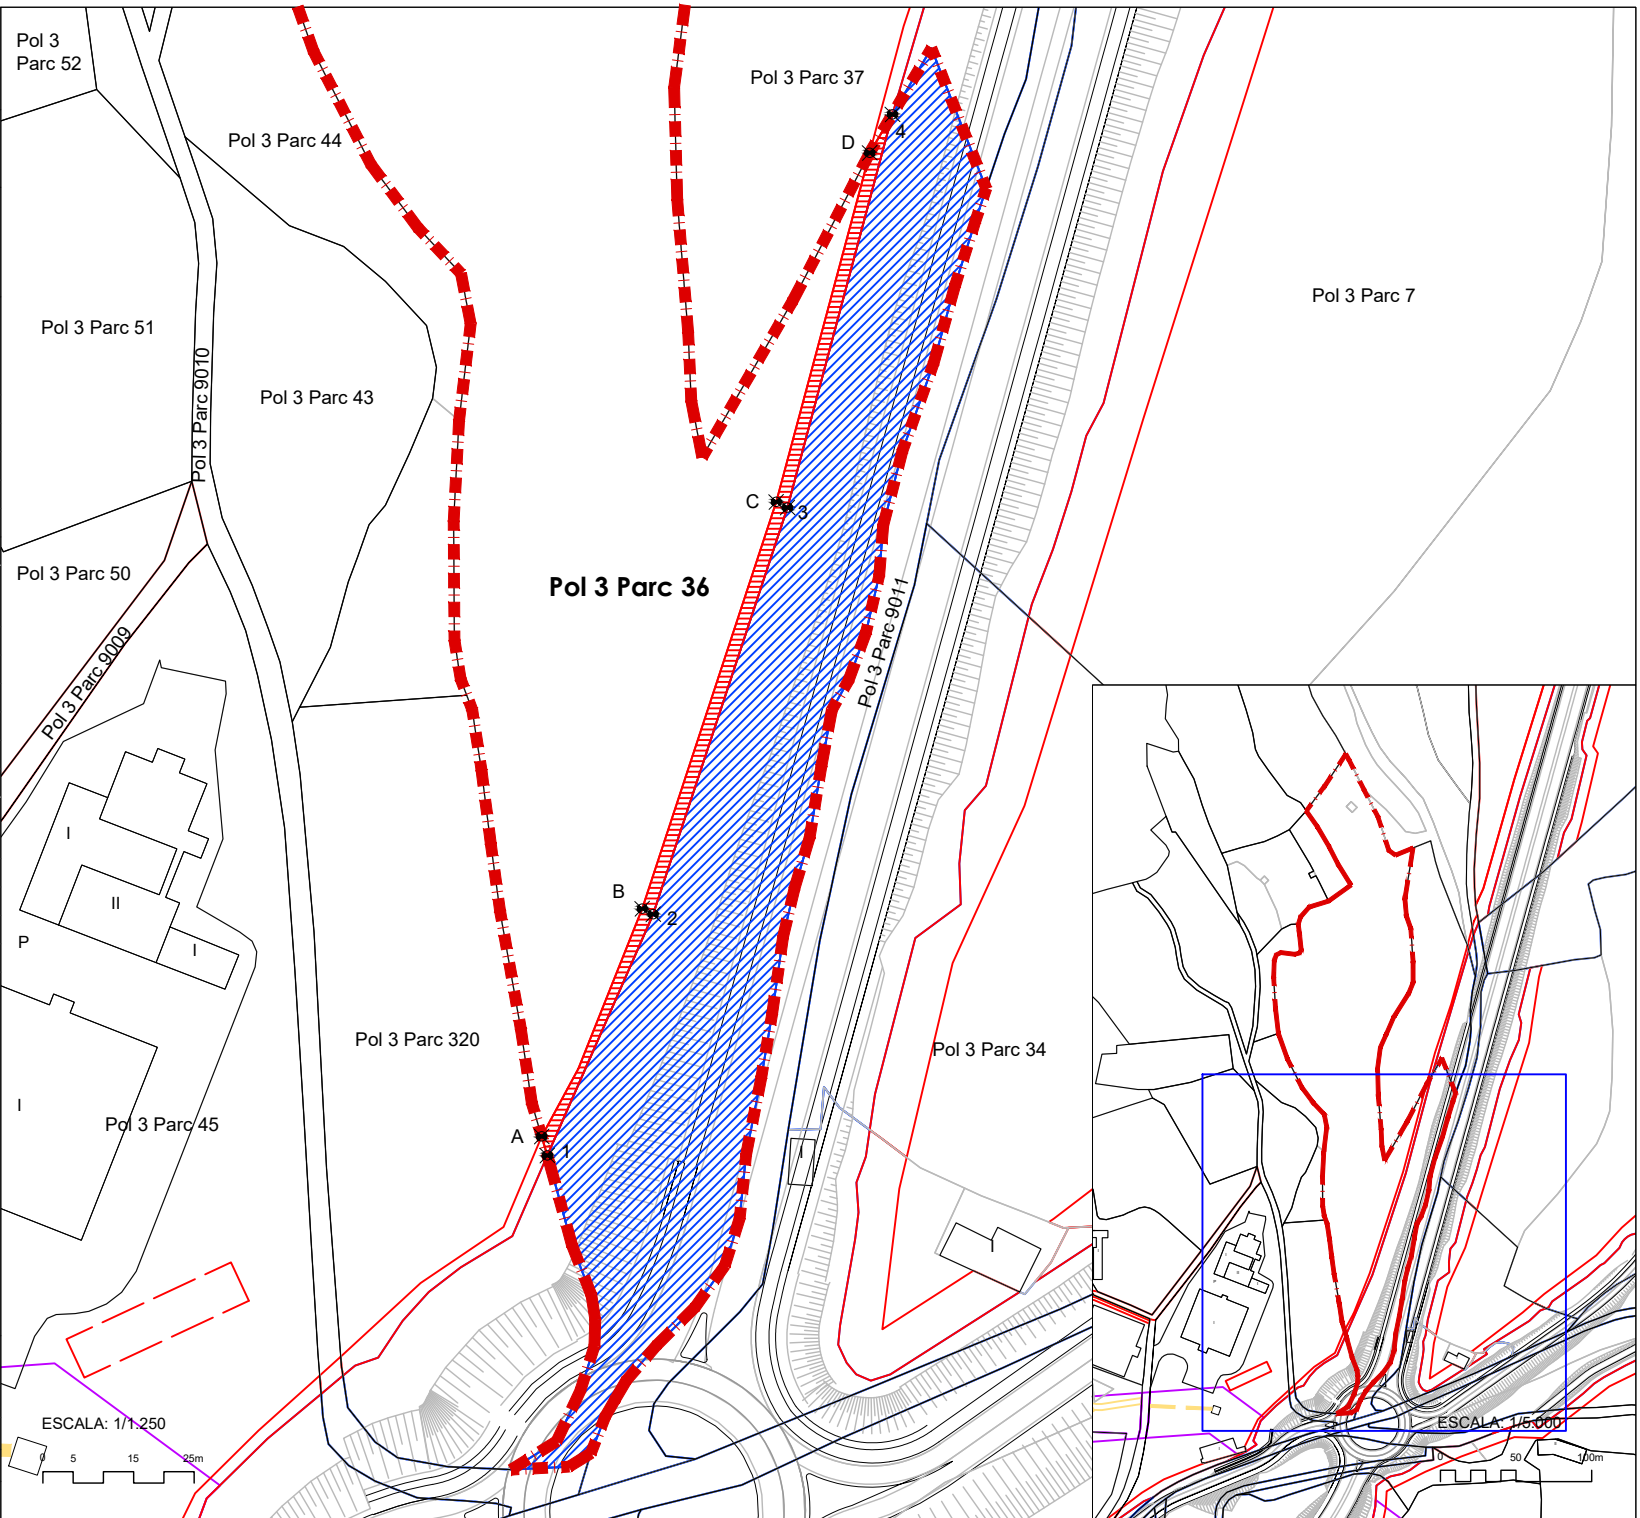 Pol 3
Parc 52
Pol 3 Parc 37
Pol 3 Parc 44
D
4
Pol 3 Parc 7
Pol 3 Parc 51
Pol 3 Parc 9010
Pol 3 Parc 43
C
3
Pol 3 Parc 50
Pol 3 Parc 36
Pol 3 Parc 9011
Pol 3 Parc 9009
I
B
2
II
P
I
Pol 3 Parc 320
Pol 3 Parc 34
I
Pol 3 Parc 45
A
1
I
I
ESCALA: 1/1.250
0 5 15 25m
ESCALA: 1/5.000
0 50 100m